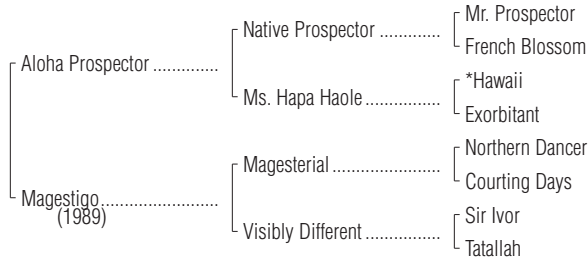 Mr. Prospector
Native Prospector ..............
French Blossom
Aloha Prospector ...............
*Hawaii
Ms. Hapa Haole .................
Exorbitant
Northern Dancer
Magesterial .......................
Courting Days
Magestigo ...........................
(1989)
Sir Ivor
Visibly Different .................
Tatallah